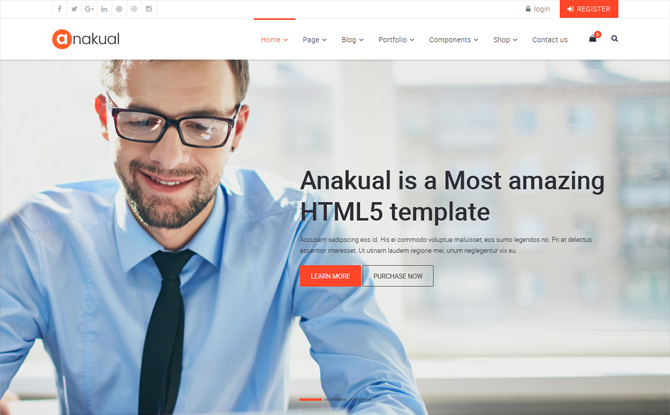 login
REGISTER
anakual
Home
Page
Blog
Portfolio
Components
Shop
Contact us
Anakual is a Most amazing
HTML5 template
Accusam sadipscing eos id. His ei commodo voluptua maluisset, eos sumo legendos no. Pri at delectus
assentior interesset. Ut utinam laudem regione mei, unum neglegentur vix eu.
LEARN MORE
PURCHASE NOW